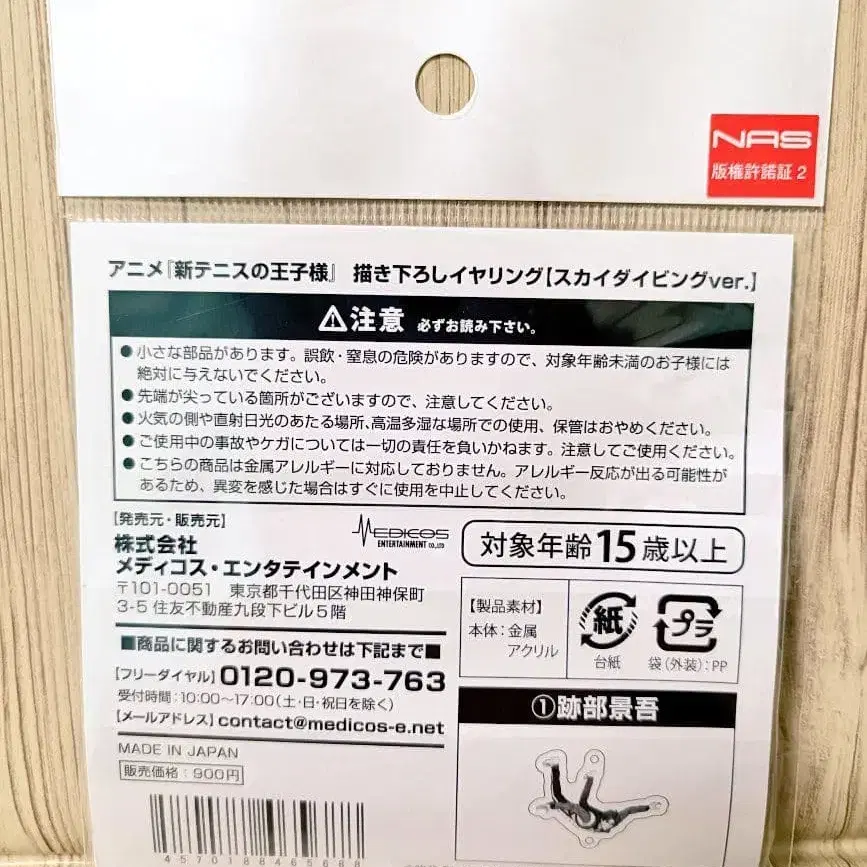 NAS
版権許諾証 2
アニメ『新テニスの王子様』 描き下ろしイヤリング【スカイダイビングver.】
⚠注意 必ずお読み下さい。
●小さな部品があります。誤飲・窒息の危険がありますので、対象年齢未満のお子様には
絶対に与えないでください。
●先端が尖っている箇所がございますので、注意してください。
●火気の側や直射日光のあたる場所、高温多湿な場所での使用、保管はおやめください。
●ご使用中の事故やケガについては一切の責任を負いかねます。注意してご使用ください。
●こちらの商品は金属アレルギーに対応しておりません。アレルギー反応が出る可能性が
あるため、異変を感じた場合はすぐに使用を中止してください。
【発売元・販売元】
株式会社
メディコス・エンタテインメント
MEDICOS
ENTERTAINMENT CO.,LTD
〒101-0051 東京都千代田区神田神保町
3-5 住友不動産九段下ビル5階
■商品に関するお問い合わせは下記まで■
【フリーダイヤル】0120-973-763
受付時間:10:00〜17:00(土・日・祝日を除く)
【メールアドレス】contact@medicos-e.net
MADE IN JAPAN
販売価格:900円
4570188465668
対象年齢15歳以上
【製品素材】
本体:金属
アクリル
紙
台紙
プラ
袋(外装):PP
①跡部景吾